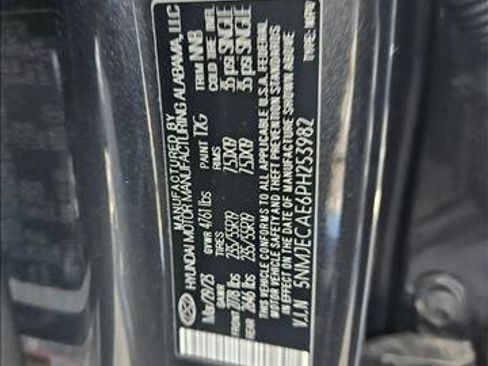 MANUFACTURED BY
HYUNDAI MOTOR MANUFACTURING ALABAMA, LLC
Mar/29/23 GVWR 4761 lbs PAINT T2G TRIM NNB
GAWR TIRES RIMS COLD TIRE INFL.
FRONT lbs 235/55R19 7.5JX19 35 psi SINGLE
REAR lbs 235/55R19 7.5JX19 35 psi SINGLE
THIS VEHICLE CONFORMS TO ALL APPLICABLE U.S.A. FEDERAL
MOTOR VEHICLE SAFETY AND THEFT PREVENTION STANDARDS
IN EFFECT ON THE DATE OF MANUFACTURE SHOWN ABOVE
V.I.N 5NMJECAE6PH253982 TYPE: MPV